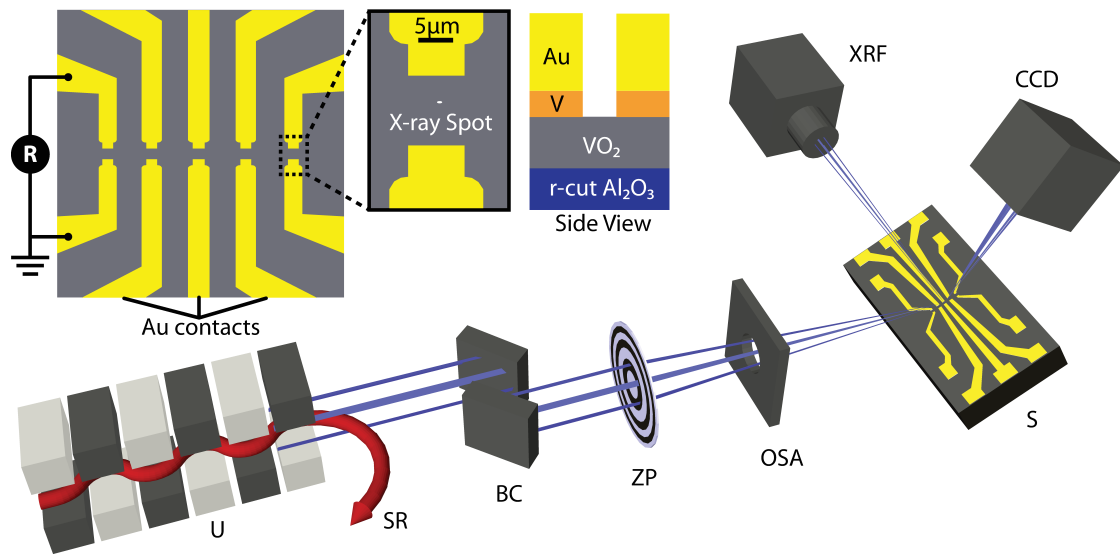 R
Au contacts
5μm
X-ray Spot
Au
V
VO₂
r-cut Al₂O₃
Side View
XRF
CCD
U
SR
BC
ZP
OSA
S